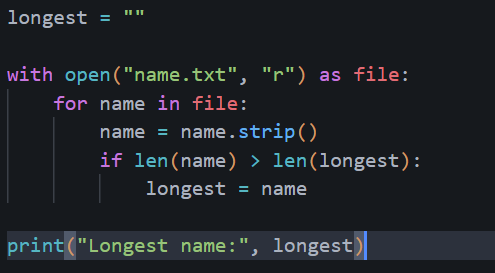 longest = ""
with open("name.txt", "r") as file:
    for name in file:
        name = name.strip()
        if len(name) > len(longest):
            longest = name
print("Longest name:", longest)